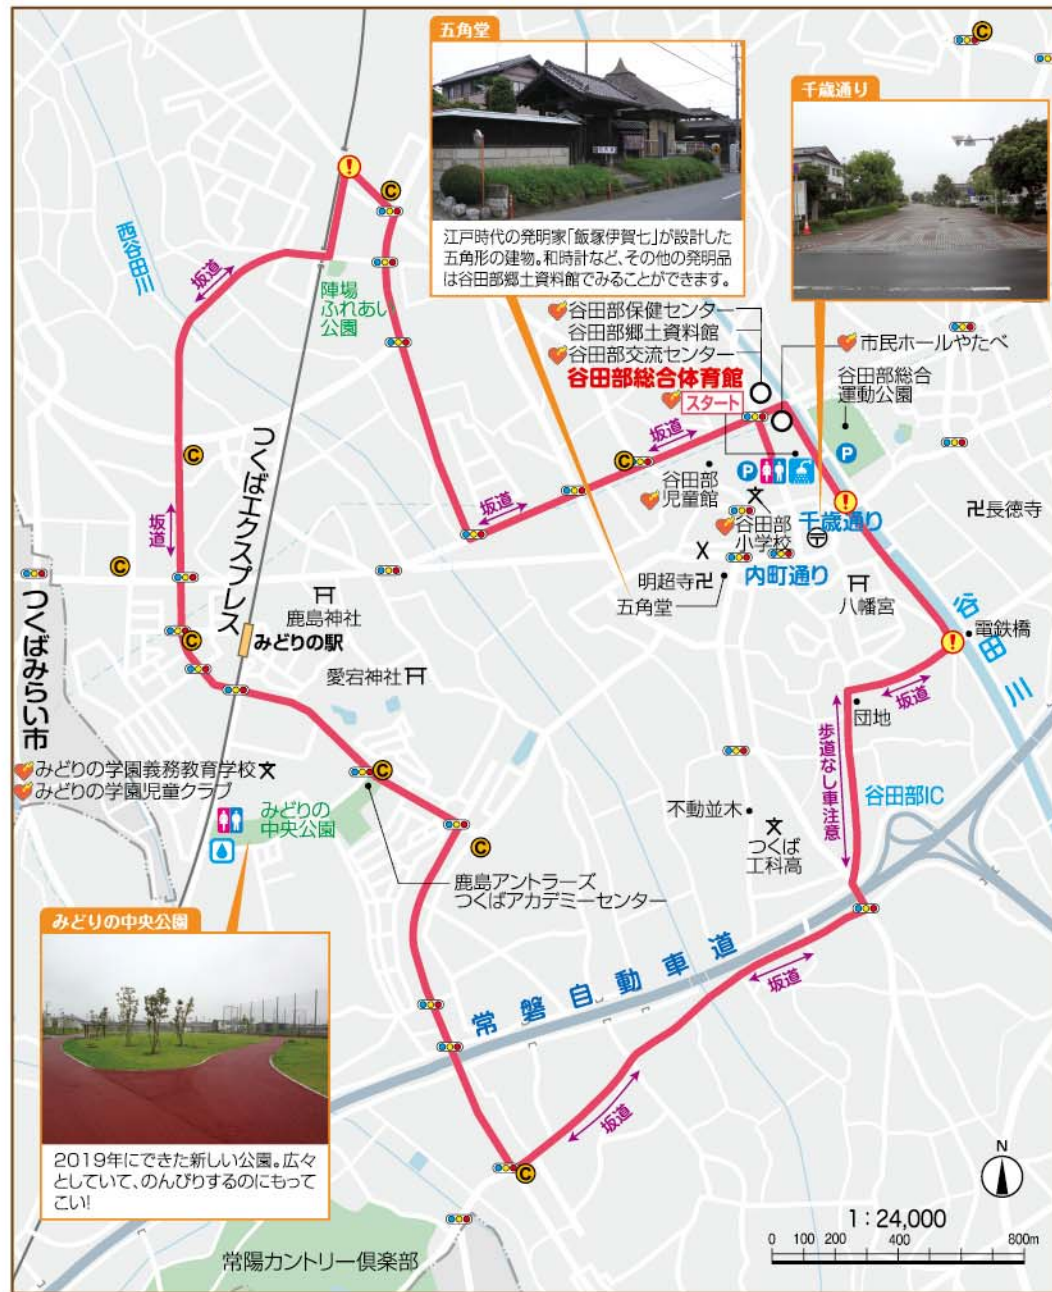 五角堂
江戸時代の発明家「飯塚伊賀七」が設計した
五角形の建物。和時計など、その他の発明品
は谷田部郷土資料館でみることができます。
千歳通り
西谷田川
坂道
陣場
ふれあい
公園
谷田部保健センター
谷田部郷土資料館
谷田部交流センター
谷田部総合体育館
スタート
市民ホールやたべ
谷田部総合
運動公園
P
P
坂道
坂道
谷田部
児童館
谷田部
小学校
千歳通り
卍長徳寺
坂道
つくばエクスプレス
つくばみらい市
鹿島神社
みどりの駅
愛宕神社
明超寺卍
内町通り
五角堂
八幡宮
谷田川
電鉄橋
坂道
団地
歩道なし車注意
みどりの学園義務教育学校
みどりの学園児童クラブ
みどりの
中央公園
不動並木
つくば
工科高
谷田部IC
鹿島アントラーズ
つくばアカデミーセンター
常磐自動車道
坂道
坂道
みどりの中央公園
2019年にできた新しい公園。広々
としていて、のんびりするのにもって
こい!
常陽カントリー倶楽部
N
1:24,000
0 100 200 400 800m
C
C
C
C
C
C
C
C
C